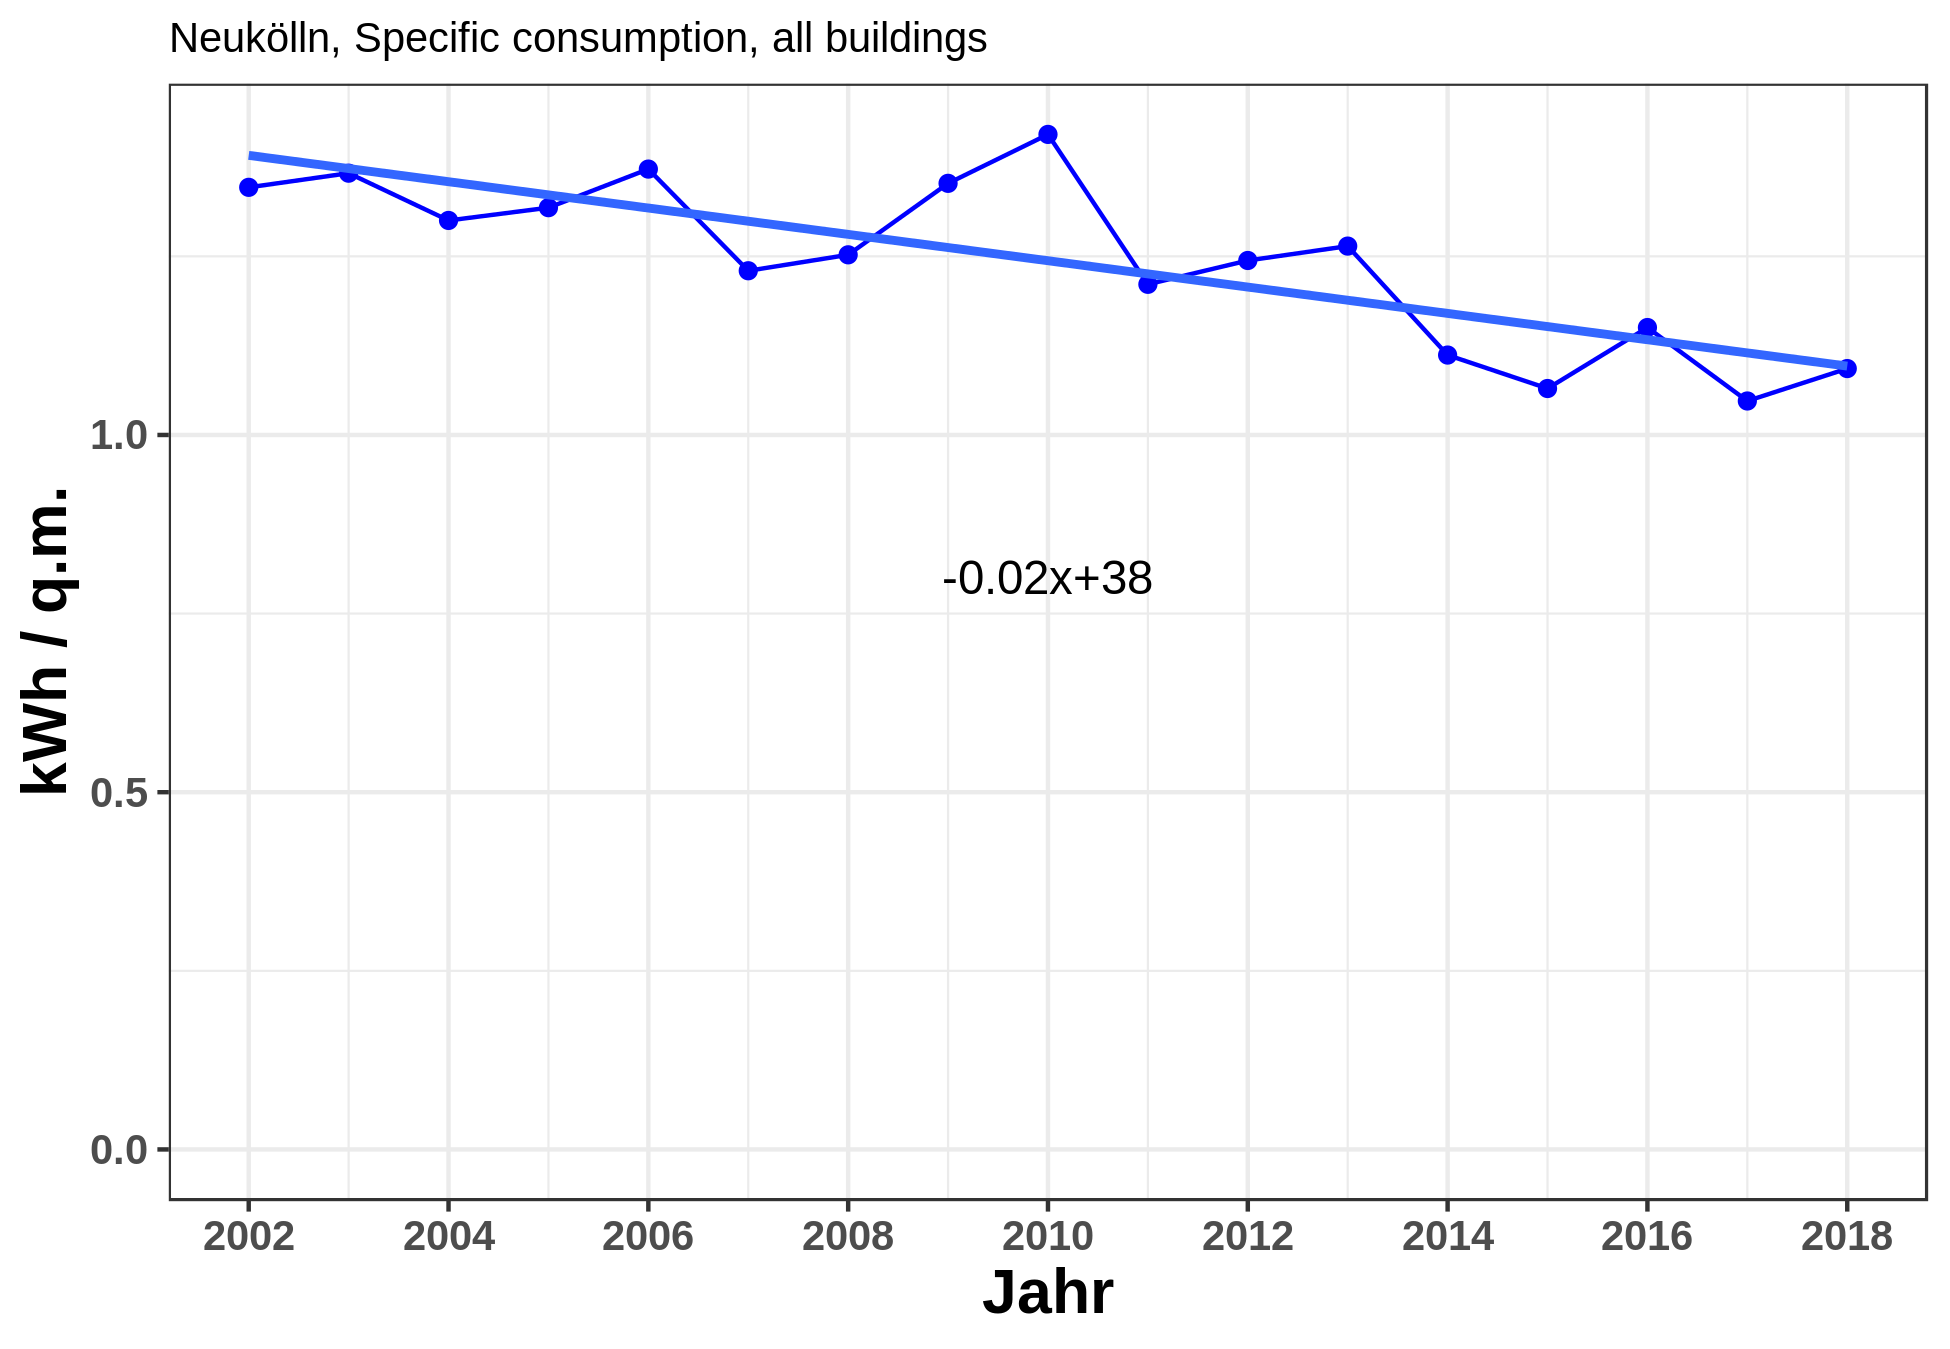 Neukölln, Specific consumption, all buildings
kWh / q.m.
1.0
0.5
0.0
-0.02x+38
2002 2004 2006 2008 2010 2012 2014 2016 2018
Jahr